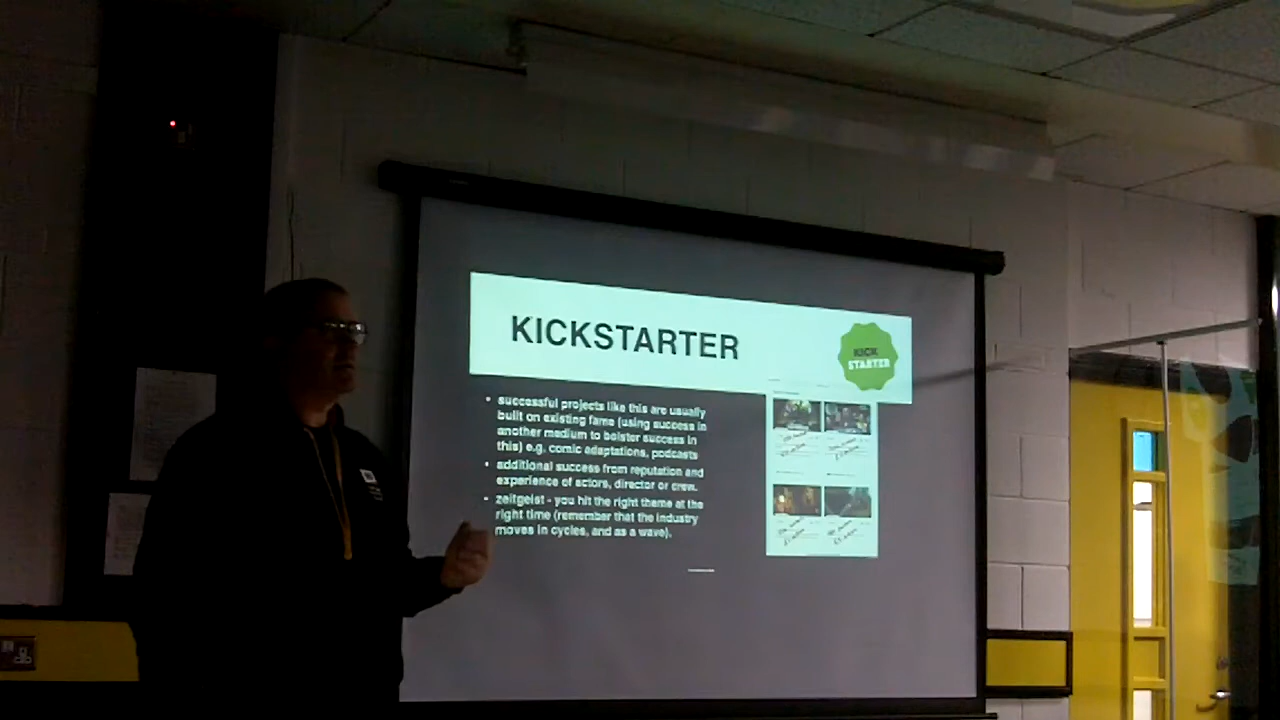 KICKSTARTER
KICK
STARTER
• successful projects like this are usually
built on existing fame (using success in
another medium to bolster success in
this) e.g. comic adaptations, podcasts
• additional success from reputation and
experience of actors, director or crew.
• zeitgeist - you hit the right theme at the
right time (remember that the industry
moves in cycles, and as a wave).